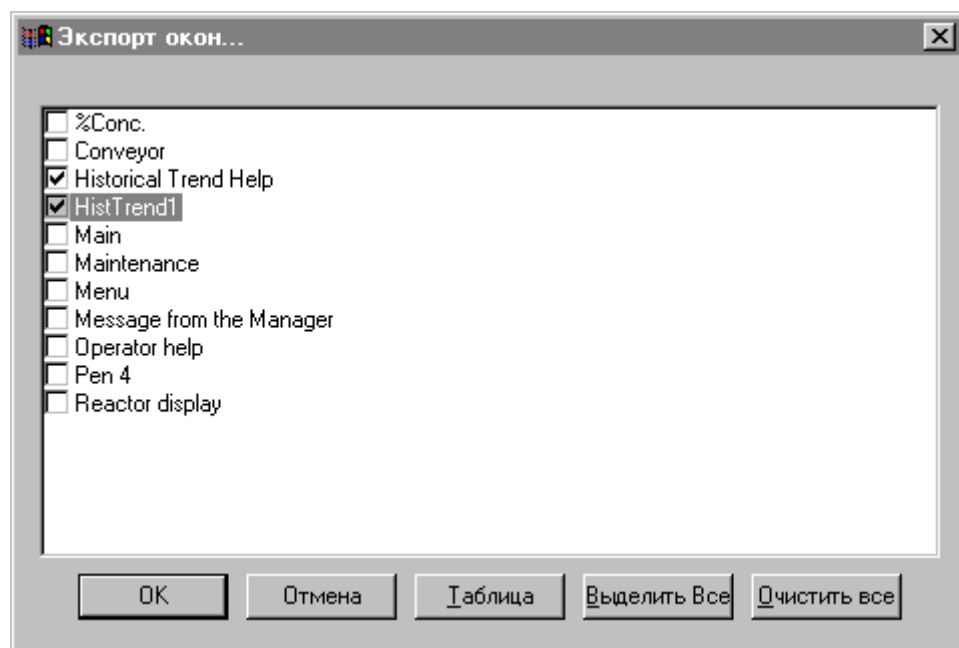 Экспорт окон...
%Conc.
Conveyor
Historical Trend Help
HistTrend1
Main
Maintenance
Menu
Message from the Manager
Operator help
Pen 4
Reactor display
OK Отмена Таблица Выделить Все Очистить все